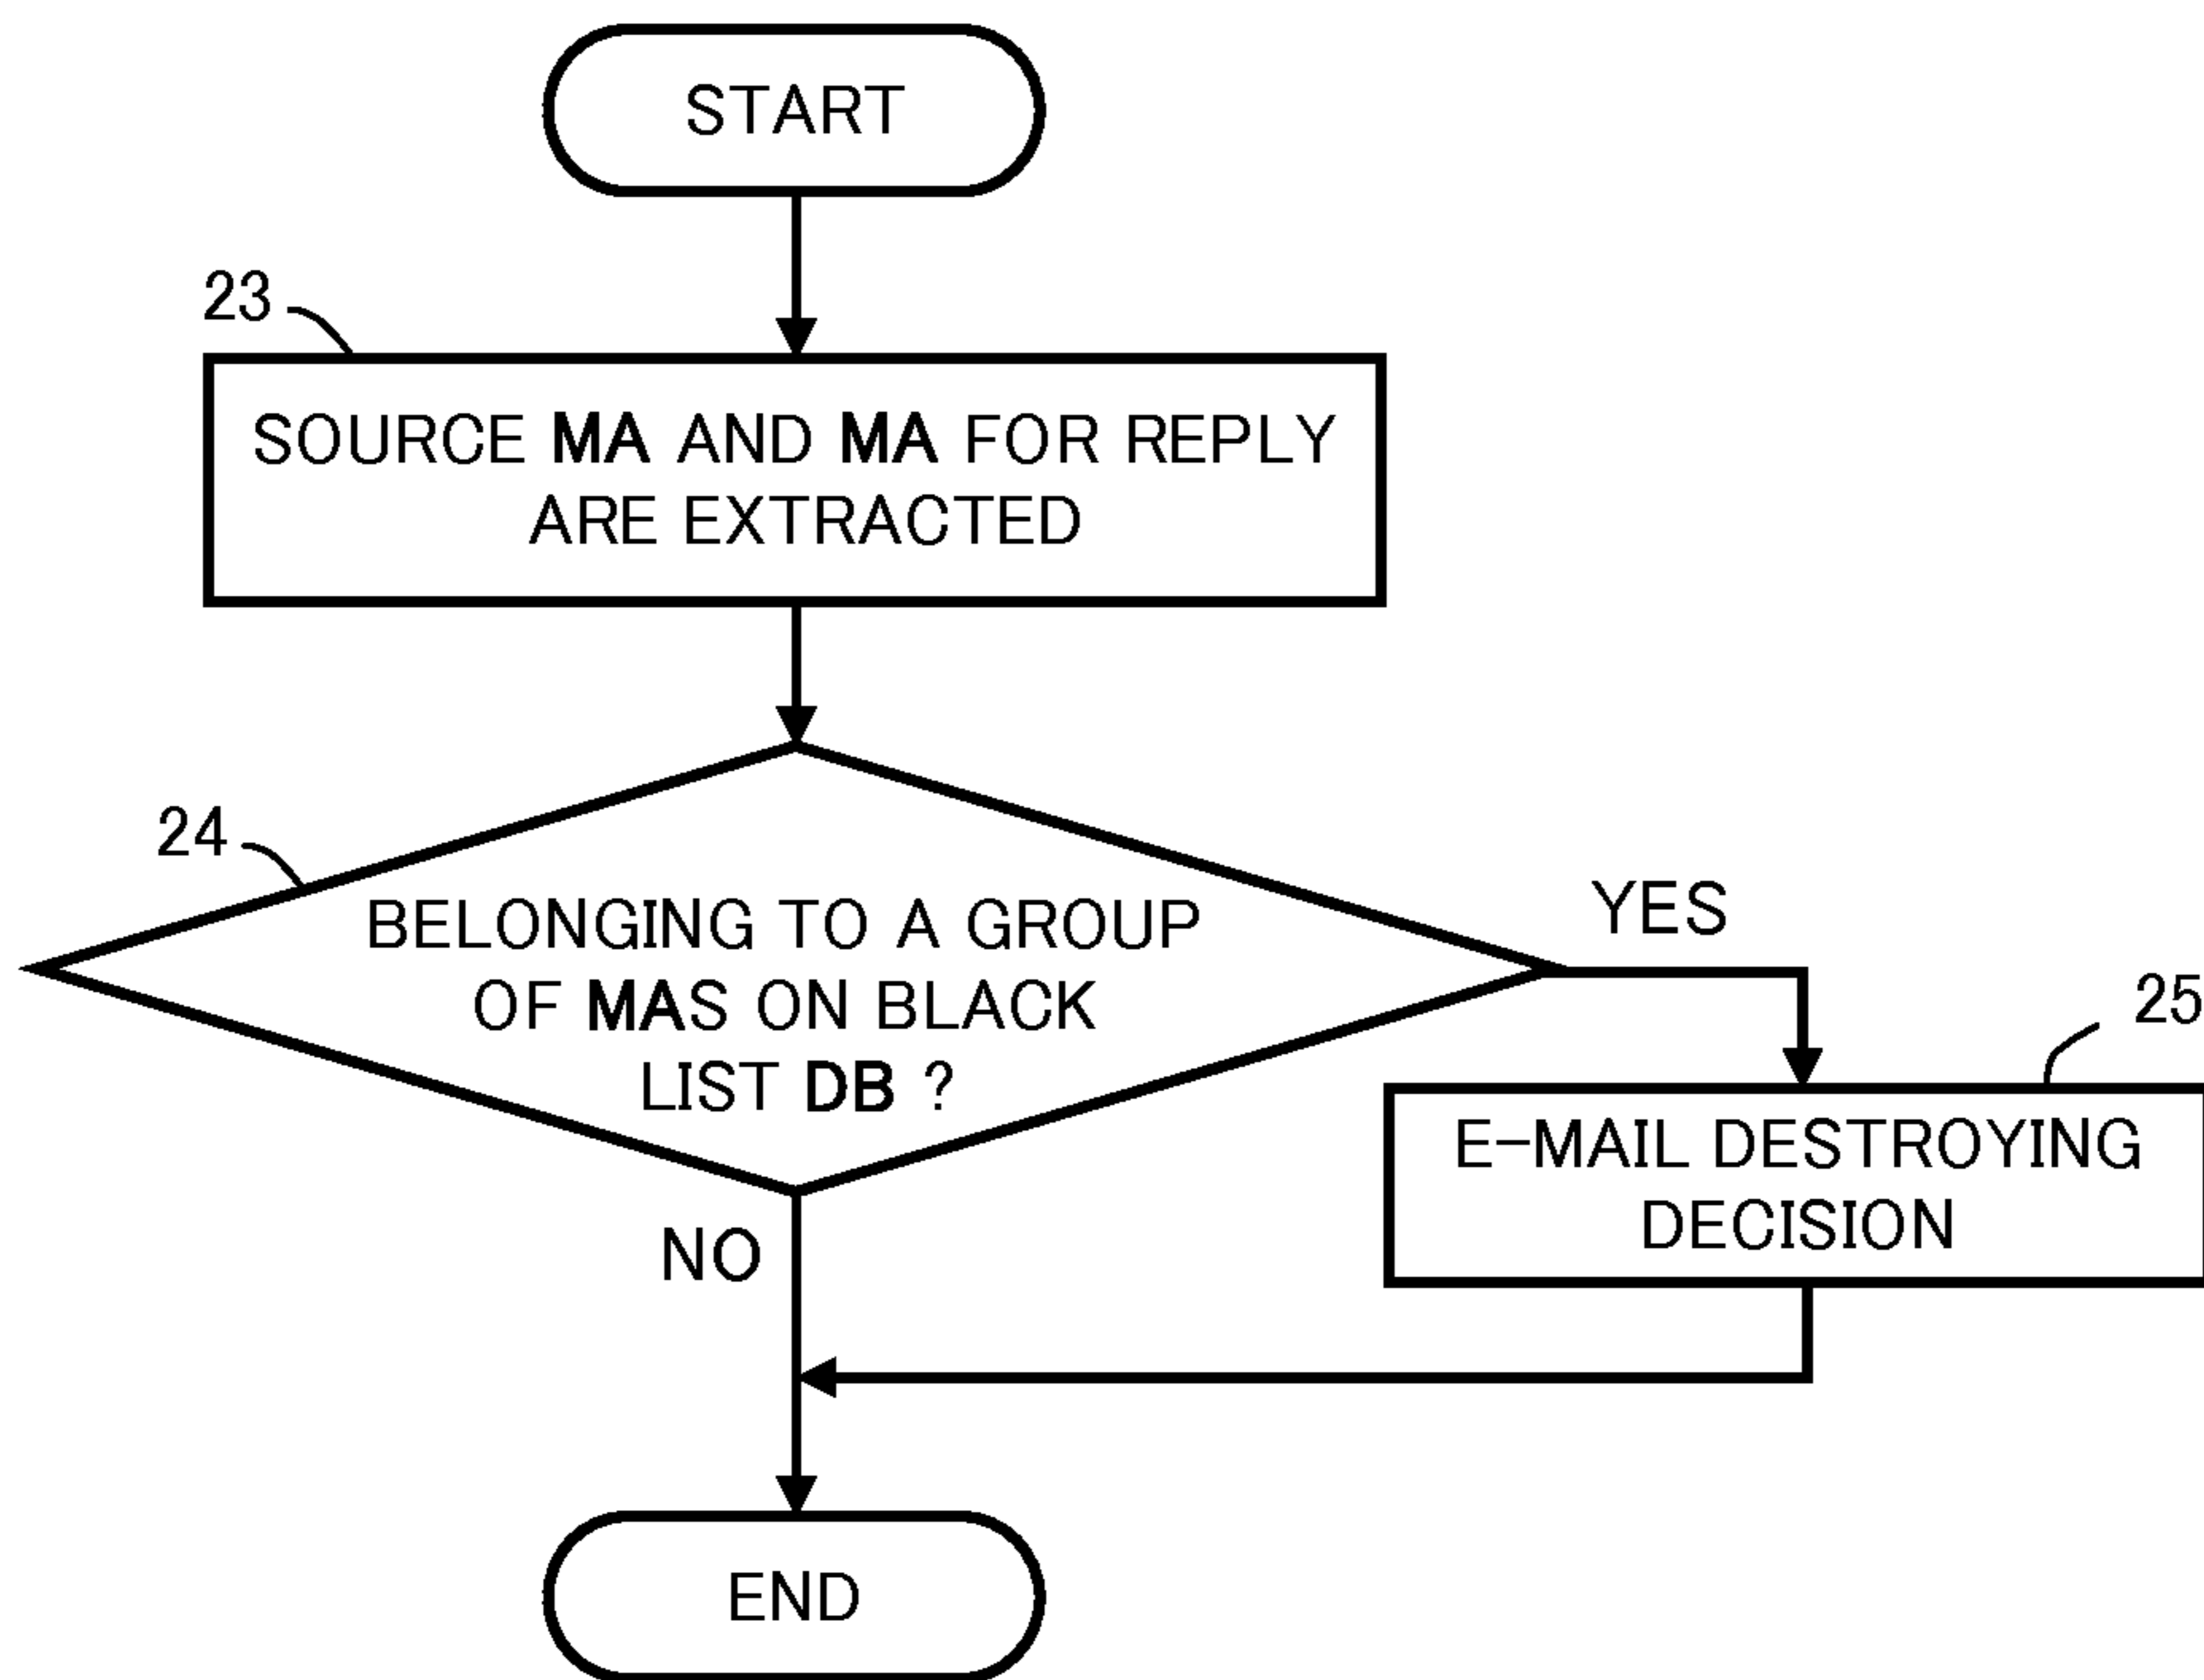 START
23
SOURCE MA AND MA FOR REPLY
ARE EXTRACTED
24
BELONGING TO A GROUP
OF MAS ON BLACK
LIST DB ?
YES
25
E-MAIL DESTROYING
DECISION
NO
END